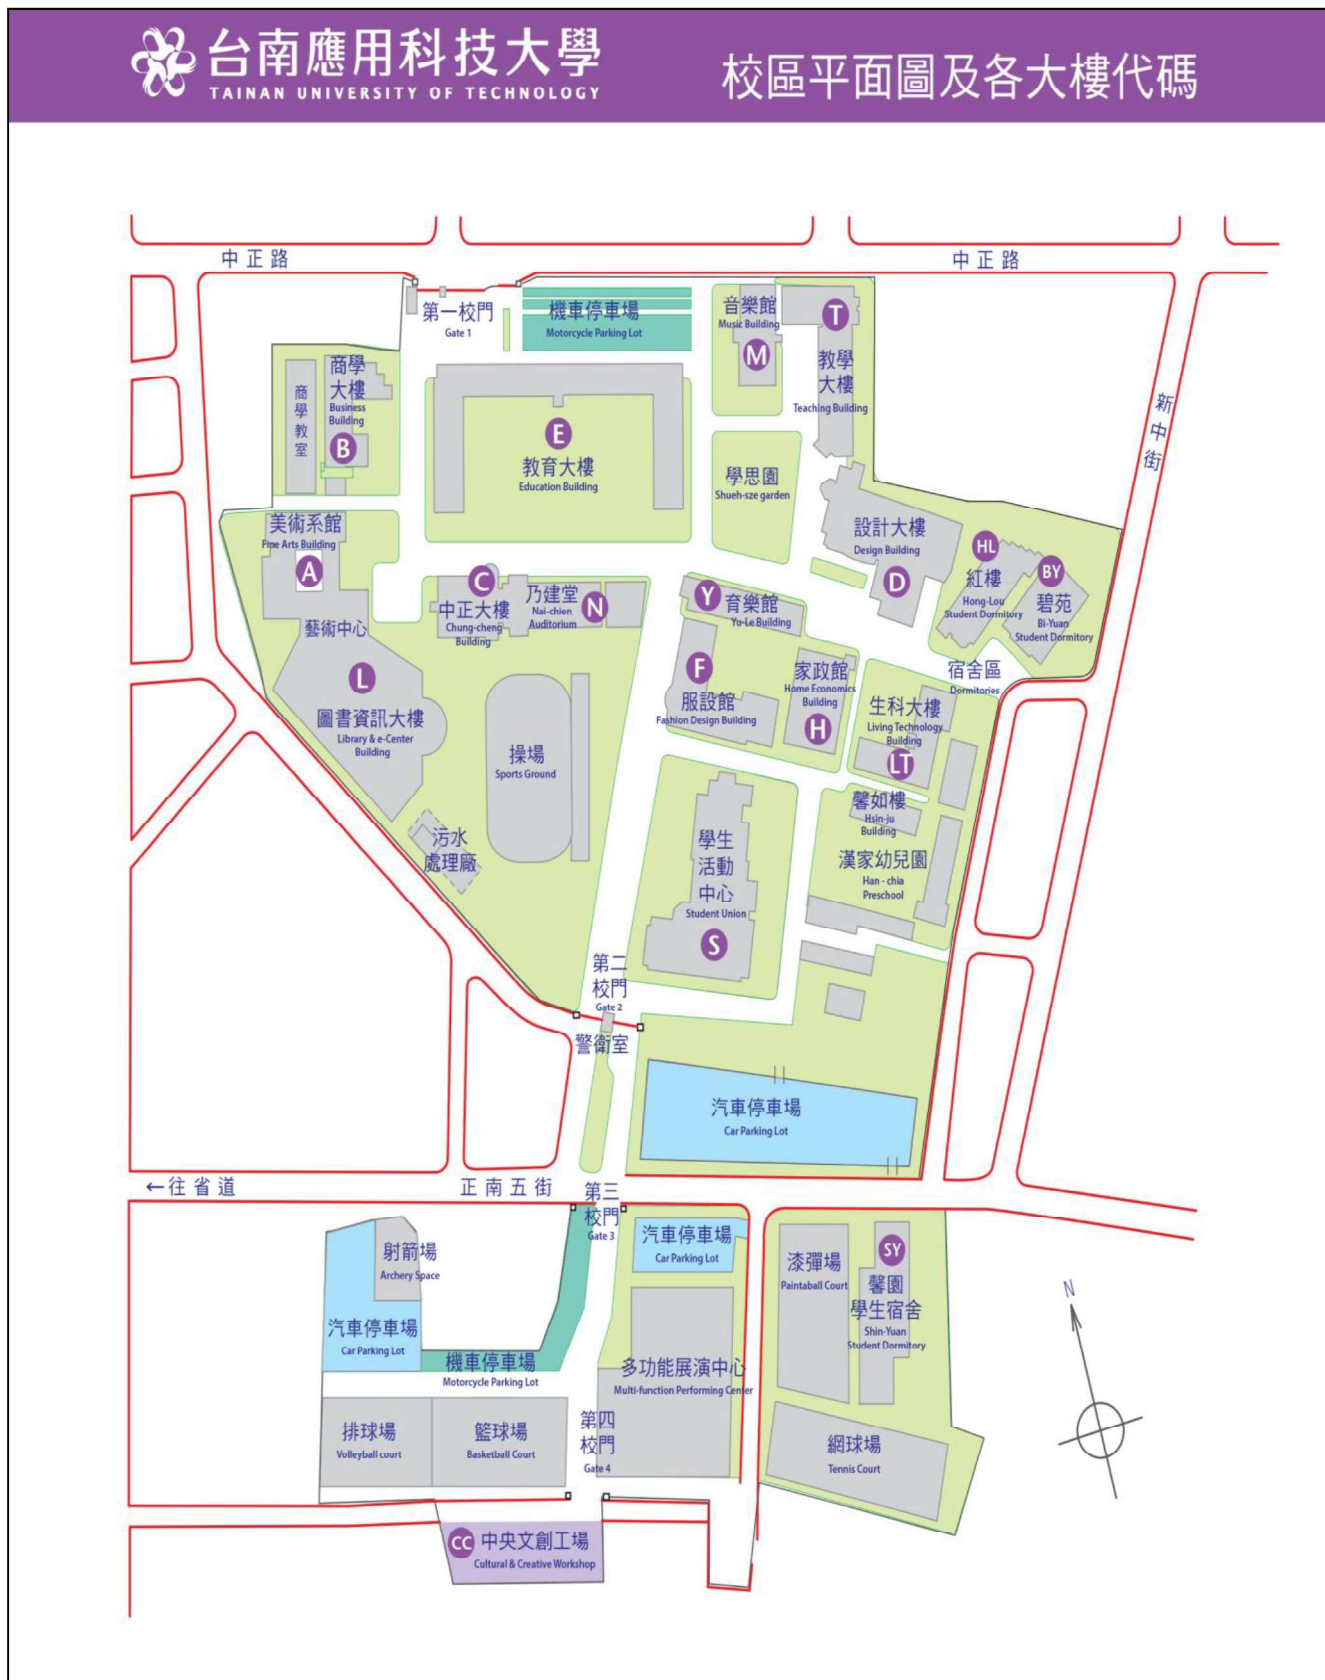 台南應用科技大學
TAINAN UNIVERSITY OF TECHNOLOGY
校區平面圖及各大樓代碼
中正路
中正路
第一校門
Gate 1
機車停車場
Motorcycle Parking Lot
音樂館
Music Building
M
T
教學
大樓
Teaching Building
新中街
商學教室
商學
大樓
Business
Building
B
E
教育大樓
Education Building
學思園
Shueh-sze garden
美術系館
Fine Arts Building
A
設計大樓
Design Building
D
HL
紅樓
Hong-Lou
Student Dormitory
BY
碧苑
Bi-Yuan
Student Dormitory
C
中正大樓
Chung-cheng
Building
乃建堂
Nai-chien
Auditorium
N
Y
育樂館
Yu-Le Building
藝術中心
L
圖書資訊大樓
Library & e-Center
Building
F
服設館
Fashion Design Building
家政館
Home Economics
Building
H
宿舍區
Dormitories
生科大樓
Living Technology
Building
LT
操場
Sports Ground
馨如樓
Hsin-ju
Building
污水
處理廠
學生
活動
中心
Student Union
S
漢家幼兒園
Han - chia
Preschool
第二
校門
Gate 2
警衛室
汽車停車場
Car Parking Lot
←往省道
正南五街
第三
校門
Gate 3
射箭場
Archery Space
汽車停車場
Car Parking Lot
漆彈場
Paintaball Court
SY
馨園
學生宿舍
Shin-Yuan
Student Dormitory
N
汽車停車場
Car Parking Lot
機車停車場
Motorcycle Parking Lot
多功能展演中心
Multi-function Performing Center
排球場
Volleyball court
籃球場
Basketball Court
第四
校門
Gate 4
網球場
Tennis Court
CC
中央文創工場
Cultural & Creative Workshop